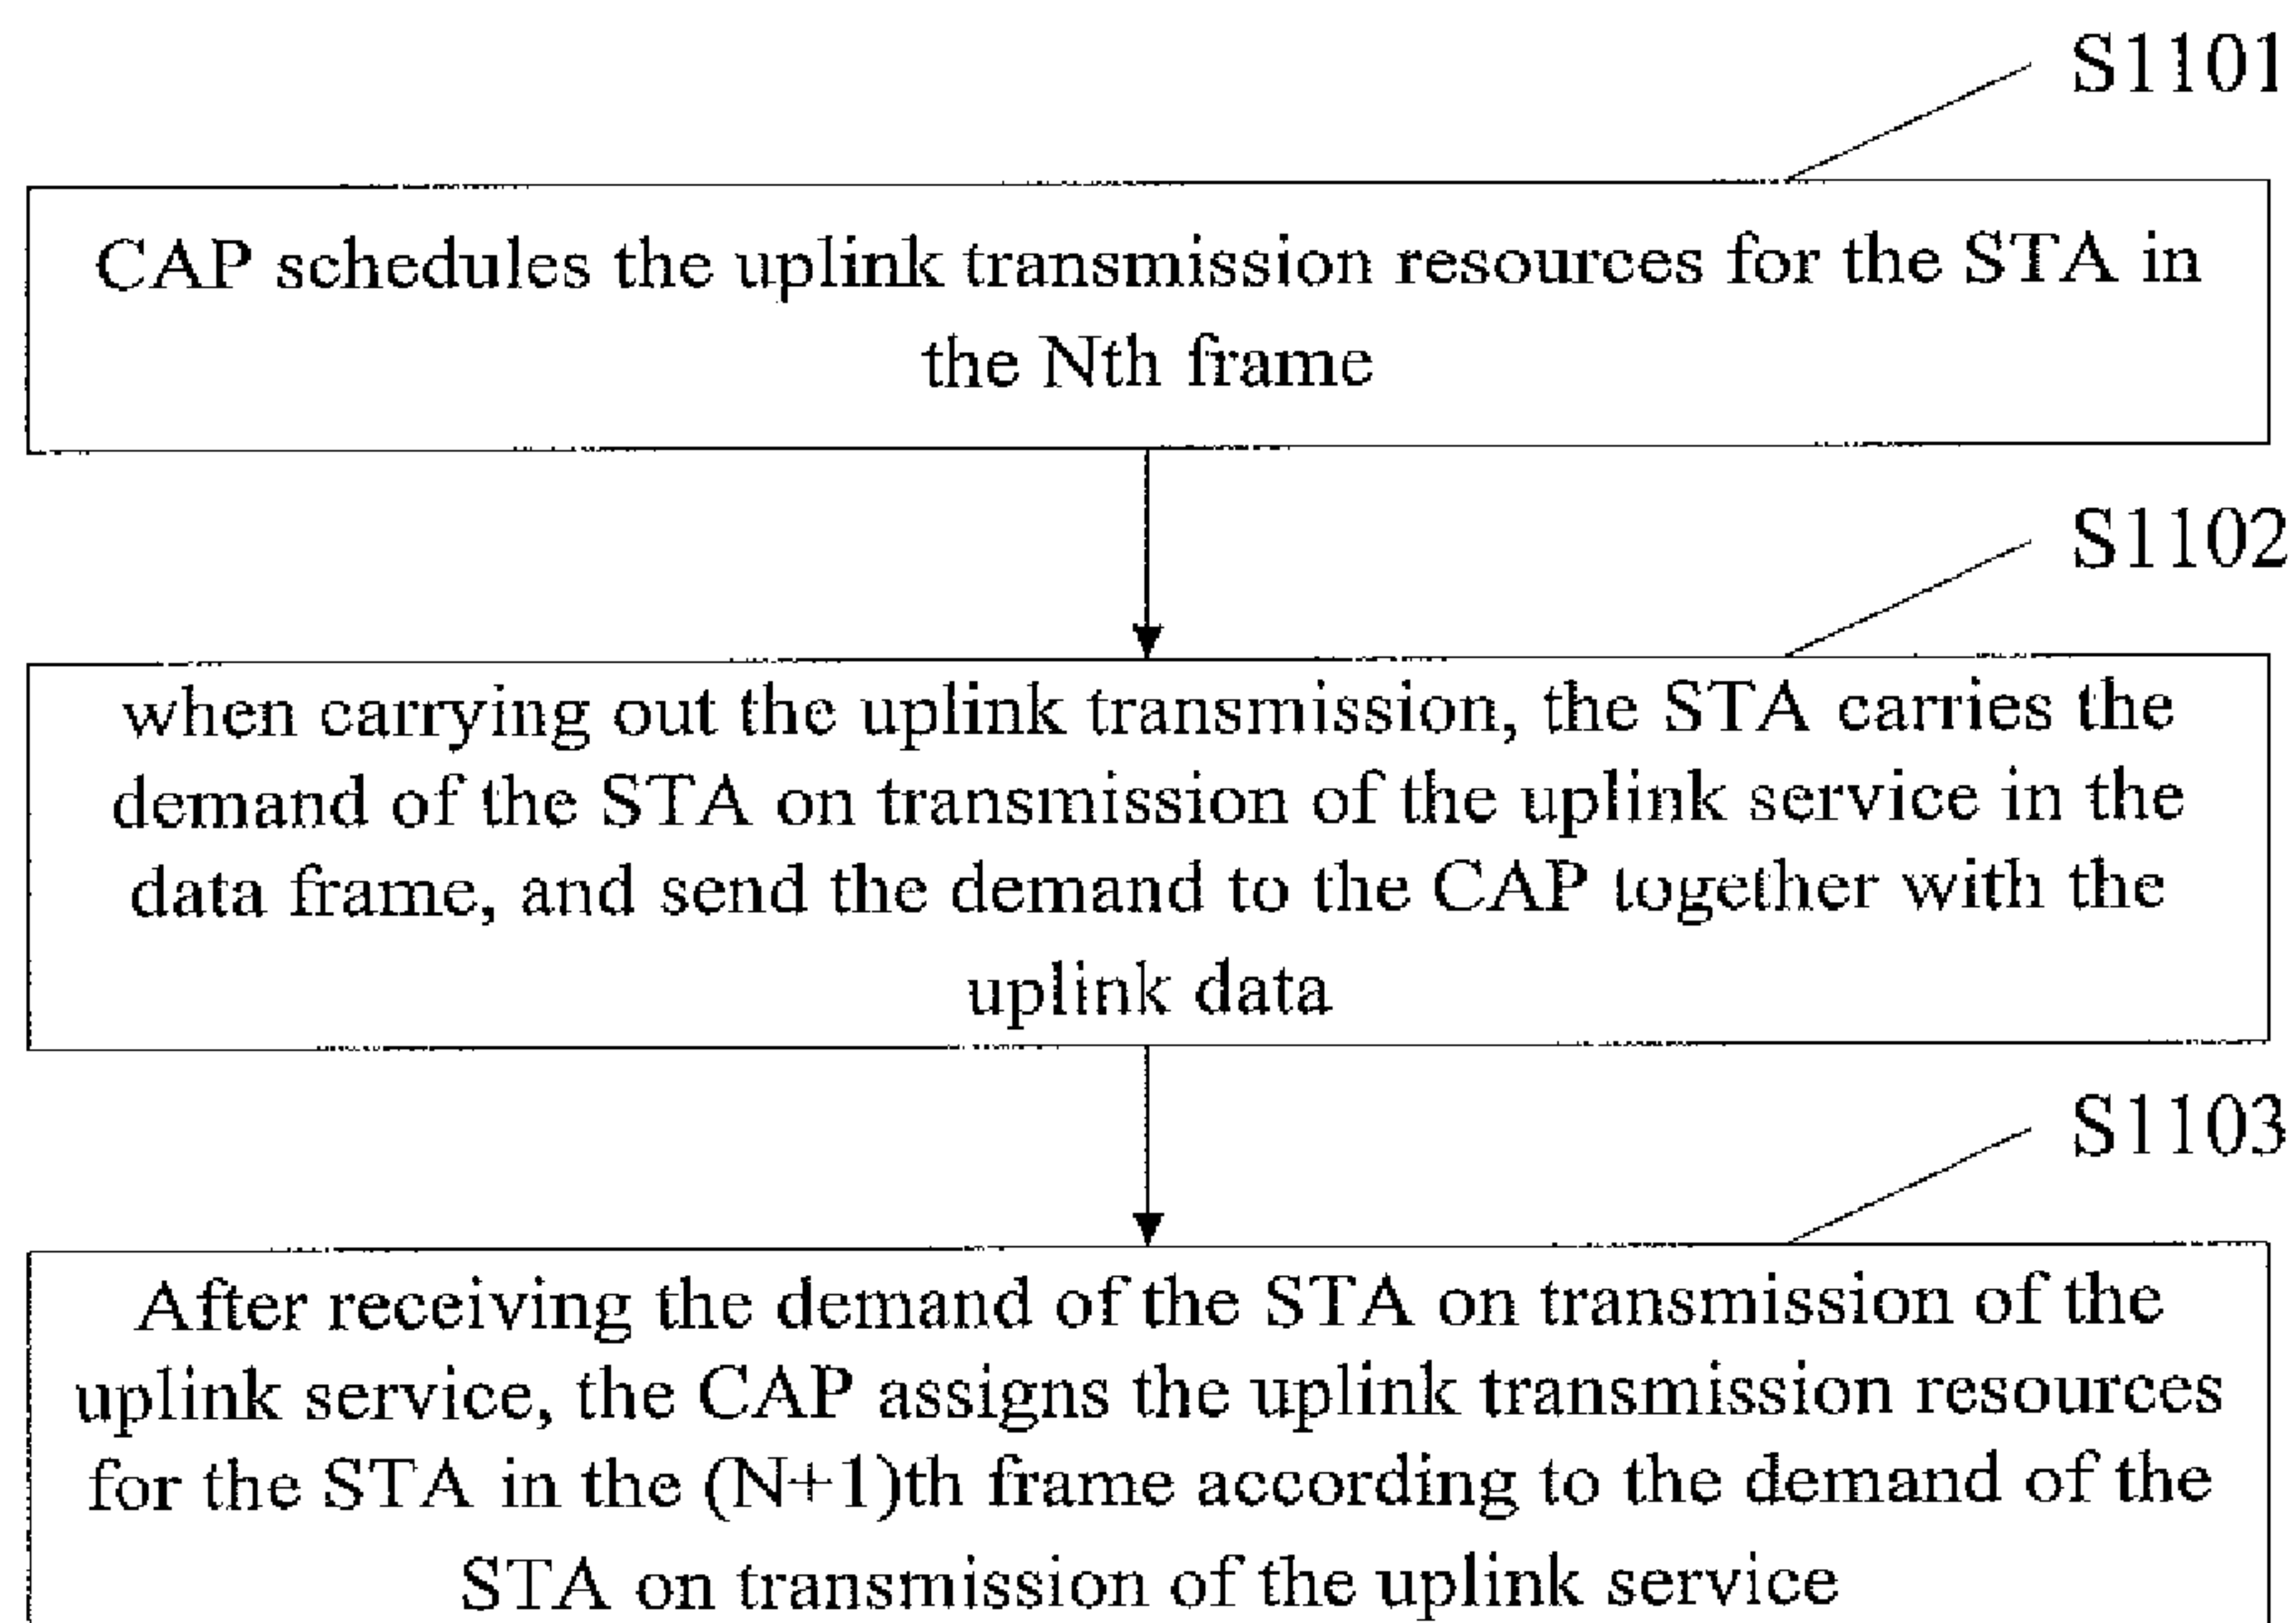 S1101
CAP schedules the uplink transmission resources for the STA in
the Nth frame
S1102
when carrying out the uplink transmission, the STA carries the
demand of the STA on transmission of the uplink service in the
data frame, and send the demand to the CAP together with the
uplink data
S1103
After receiving the demand of the STA on transmission of the
uplink service, the CAP assigns the uplink transmission resources
for the STA in the (N+1)th frame according to the demand of the
STA on transmission of the uplink service